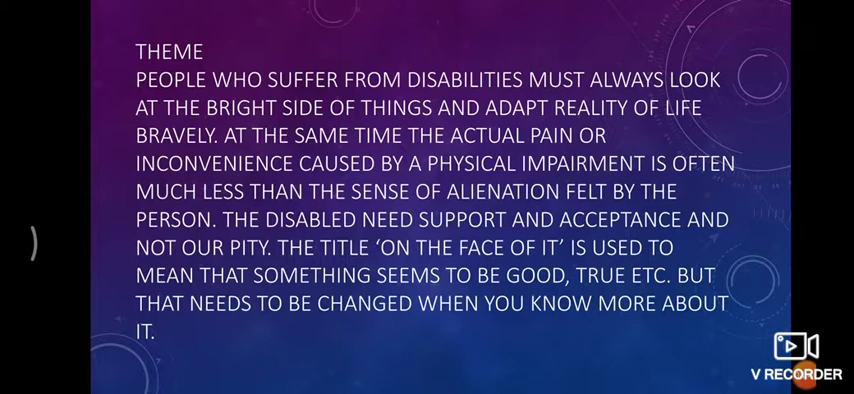 THEME
PEOPLE WHO SUFFER FROM DISABILITIES MUST ALWAYS LOOK
AT THE BRIGHT SIDE OF THINGS AND ADAPT REALITY OF LIFE
BRAVELY. AT THE SAME TIME THE ACTUAL PAIN OR
INCONVENIENCE CAUSED BY A PHYSICAL IMPAIRMENT IS OFTEN
MUCH LESS THAN THE SENSE OF ALIENATION FELT BY THE
PERSON. THE DISABLED NEED SUPPORT AND ACCEPTANCE AND
NOT OUR PITY. THE TITLE ‘ON THE FACE OF IT’ IS USED TO
MEAN THAT SOMETHING SEEMS TO BE GOOD, TRUE ETC. BUT
THAT NEEDS TO BE CHANGED WHEN YOU KNOW MORE ABOUT
IT.
V RECORDER